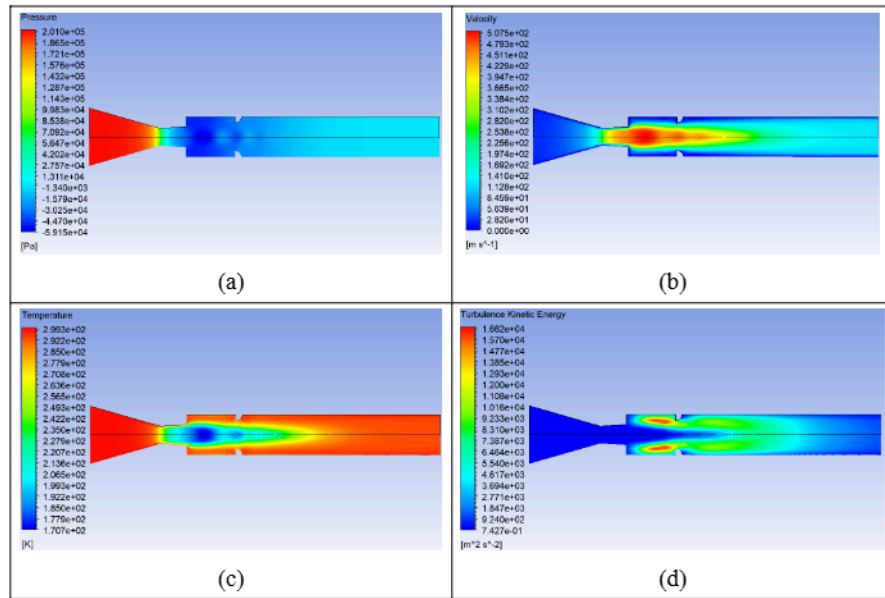 Pressure
2.010e+05
1.865e+05
1.721e+05
1.576e+05
1.432e+05
1.287e+05
1.143e+05
9.983e+04
8.538e+04
7.092e+04
5.647e+04
4.202e+04
2.757e+04
1.311e+04
-1.340e+03
-1.579e+04
-3.025e+04
-4.470e+04
-5.915e+04
[Pa]
(a)
Velocity
5.075e+02
4.793e+02
4.511e+02
4.229e+02
3.947e+02
3.665e+02
3.384e+02
3.102e+02
2.820e+02
2.538e+02
2.256e+02
1.974e+02
1.692e+02
1.410e+02
1.128e+02
8.459e+01
5.639e+01
2.820e+01
0.000e+00
[m s^-1]
(b)
Temperature
2.993e+02
2.922e+02
2.850e+02
2.779e+02
2.708e+02
2.636e+02
2.565e+02
2.493e+02
2.422e+02
2.350e+02
2.279e+02
2.207e+02
2.136e+02
2.065e+02
1.993e+02
1.922e+02
1.850e+02
1.779e+02
1.707e+02
[K]
(c)
Turbulence Kinetic Energy
1.662e+04
1.570e+04
1.477e+04
1.385e+04
1.293e+04
1.200e+04
1.108e+04
1.016e+04
9.233e+03
8.310e+03
7.387e+03
6.464e+03
5.540e+03
4.617e+03
3.694e+03
2.771e+03
1.847e+03
9.240e+02
7.427e-01
[m^2 s^-2]
(d)